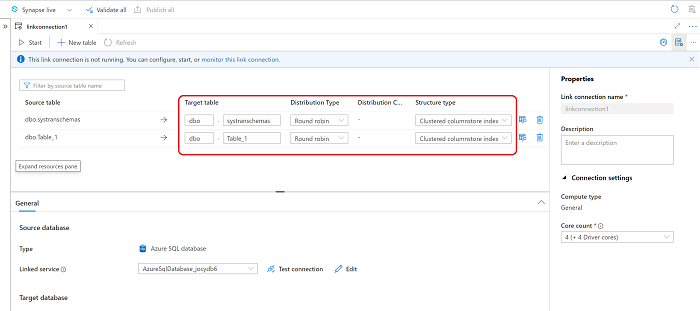 Synapse live
Validate all
Publish all
linkconnection1
Start
New table
Refresh
This link connection is not running. You can configure, start, or monitor this link connection.
Filter by source table name
Source table Target table Distribution Type Distribution C... Structure type
dbo.systranschemas dbo . systranschemas Round robin - Clustered columnstore index
dbo.Table_1 dbo . Table_1 Round robin - Clustered columnstore index
Expand resources pane
General
Source database
Type Azure SQL database
Linked service AzureSqlDatabase_jocydb6 Test connection Edit
Target database
Properties
Link connection name *
linkconnection1
Description
Enter a description
Connection settings
Compute type
General
Core count *
4 (+ 4 Driver cores)